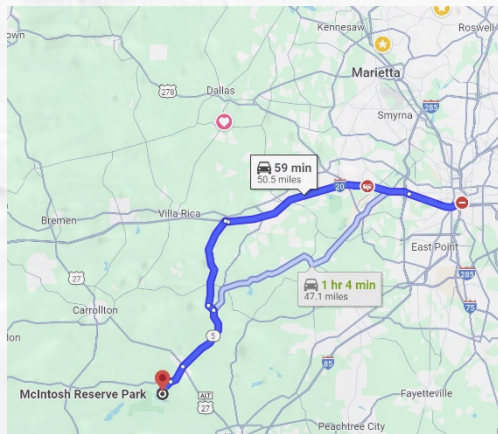 Kennesaw
Roswell
Marietta
278
Dallas
285
Smyrna
59 min
50.5 miles
20
Villa Rica
Bremen
East Point
27
1 hr 4 min
47.1 miles
285
75
Carrollton
5
85
McIntosh Reserve Park
ALT
27
Fayetteville
Peachtree City